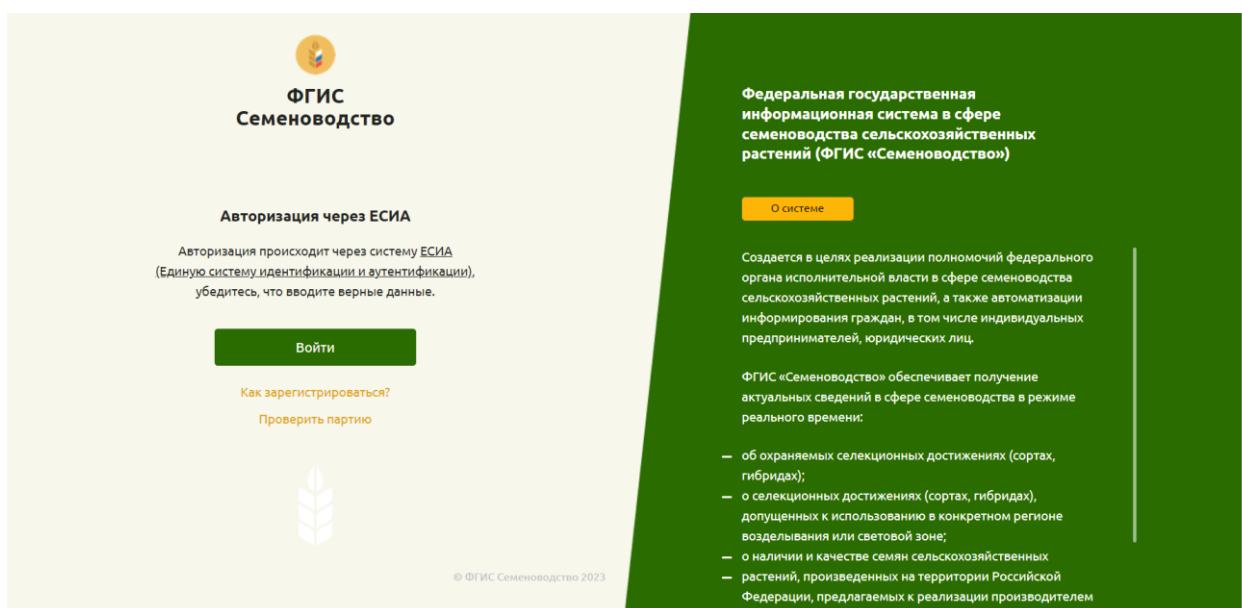 ФГИС
Семеноводство
Авторизация через ЕСИА
Авторизация происходит через систему ЕСИА
(Единую систему идентификации и аутентификации),
убедитесь, что вводите верные данные.
Войти
Как зарегистрироваться?
Проверить партию
© ФГИС Семеноводство 2023
Федеральная государственная
информационная система в сфере
семеноводства сельскохозяйственных
растений (ФГИС «Семеноводство»)
О системе
Создается в целях реализации полномочий федерального
органа исполнительной власти в сфере семеноводства
сельскохозяйственных растений, а также автоматизации
информирования граждан, в том числе индивидуальных
предпринимателей, юридических лиц.
ФГИС «Семеноводство» обеспечивает получение
актуальных сведений в сфере семеноводства в режиме
реального времени:
— об охраняемых селекционных достижениях (сортах,
гибридах);
— о селекционных достижениях (сортах, гибридах),
допущенных к использованию в конкретном регионе
возделывания или световой зоне;
— о наличии и качестве семян сельскохозяйственных
— растений, произведенных на территории Российской
Федерации, предлагаемых к реализации производителем